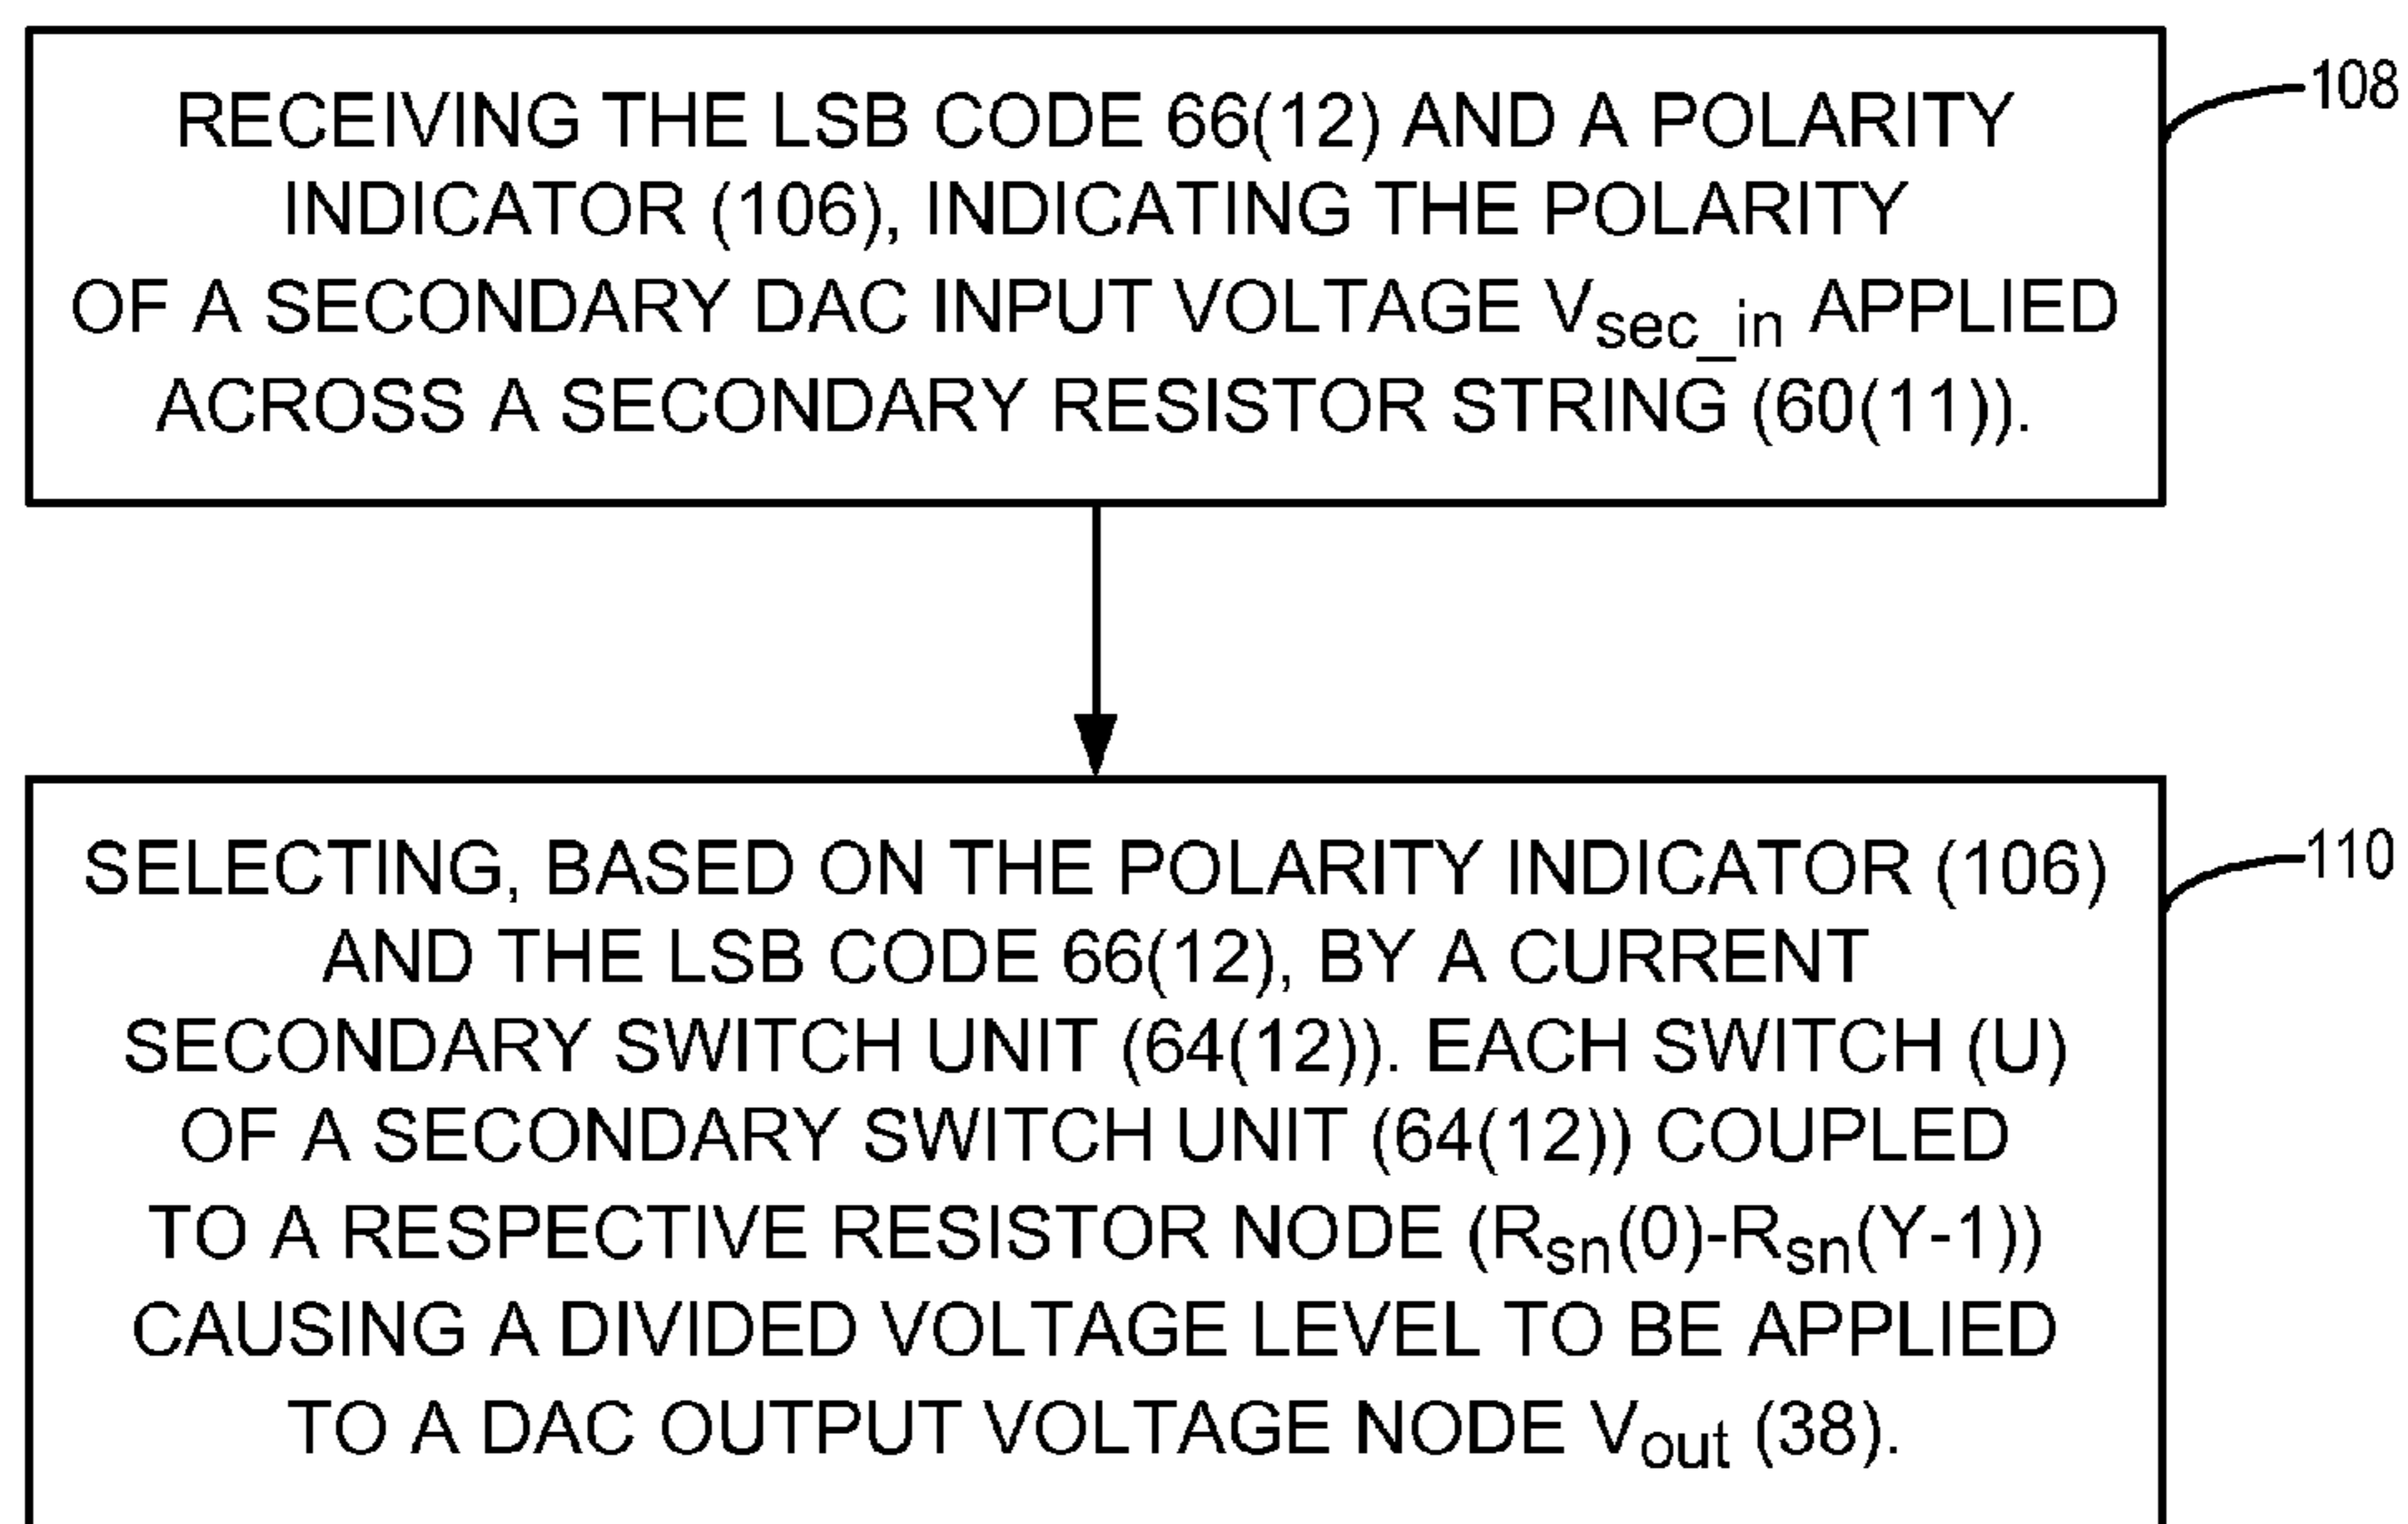 RECEIVING THE LSB CODE 66(12) AND A POLARITY
INDICATOR (106), INDICATING THE POLARITY
OF A SECONDARY DAC INPUT VOLTAGE Vsec_in APPLIED
ACROSS A SECONDARY RESISTOR STRING (60(11)).
108
SELECTING, BASED ON THE POLARITY INDICATOR (106)
AND THE LSB CODE 66(12), BY A CURRENT
SECONDARY SWITCH UNIT (64(12)). EACH SWITCH (U)
OF A SECONDARY SWITCH UNIT (64(12)) COUPLED
TO A RESPECTIVE RESISTOR NODE (Rsn(0)-Rsn(Y-1))
CAUSING A DIVIDED VOLTAGE LEVEL TO BE APPLIED
TO A DAC OUTPUT VOLTAGE NODE Vout (38).
110